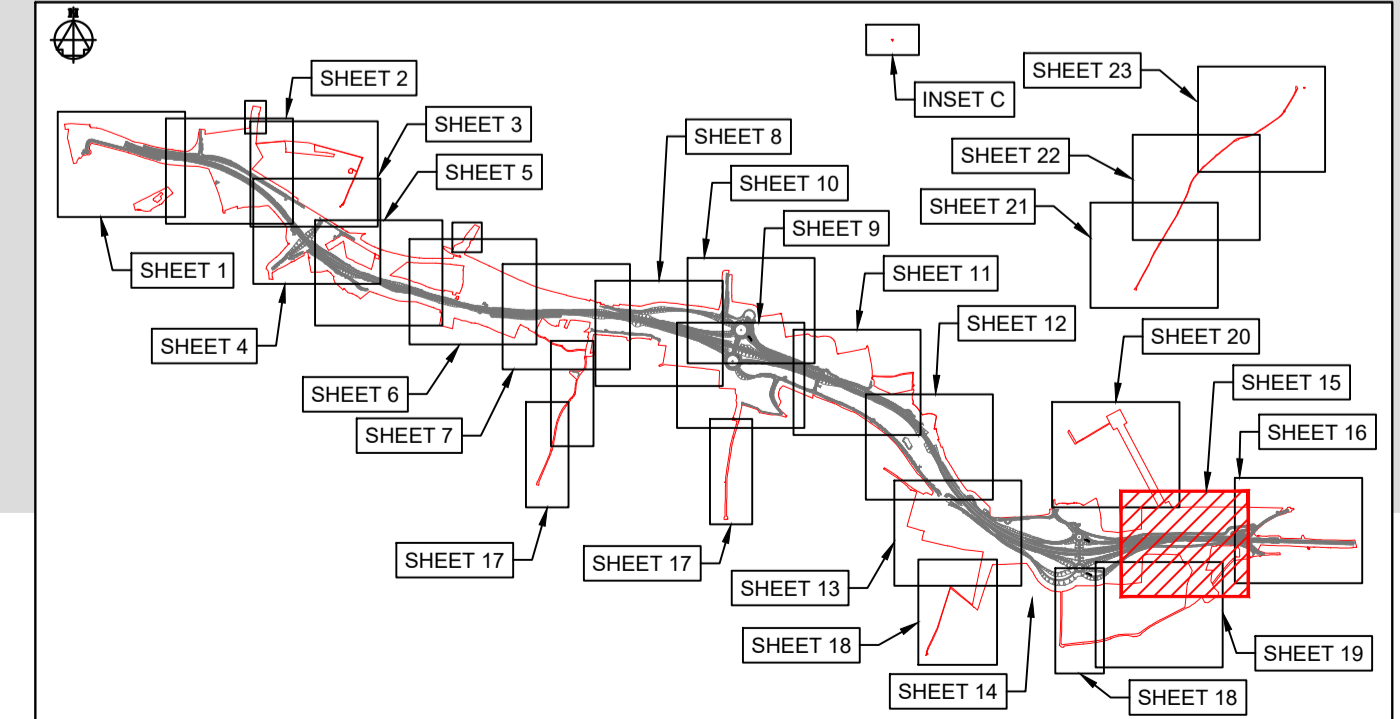 N
INSET C
SHEET 23
SHEET 2
SHEET 3
SHEET 8
SHEET 22
SHEET 5
SHEET 10
SHEET 21
SHEET 9
SHEET 1
SHEET 11
SHEET 12
SHEET 20
SHEET 4
SHEET 15
SHEET 6
SHEET 7
SHEET 16
SHEET 17
SHEET 17
SHEET 13
SHEET 18
SHEET 19
SHEET 14
SHEET 18